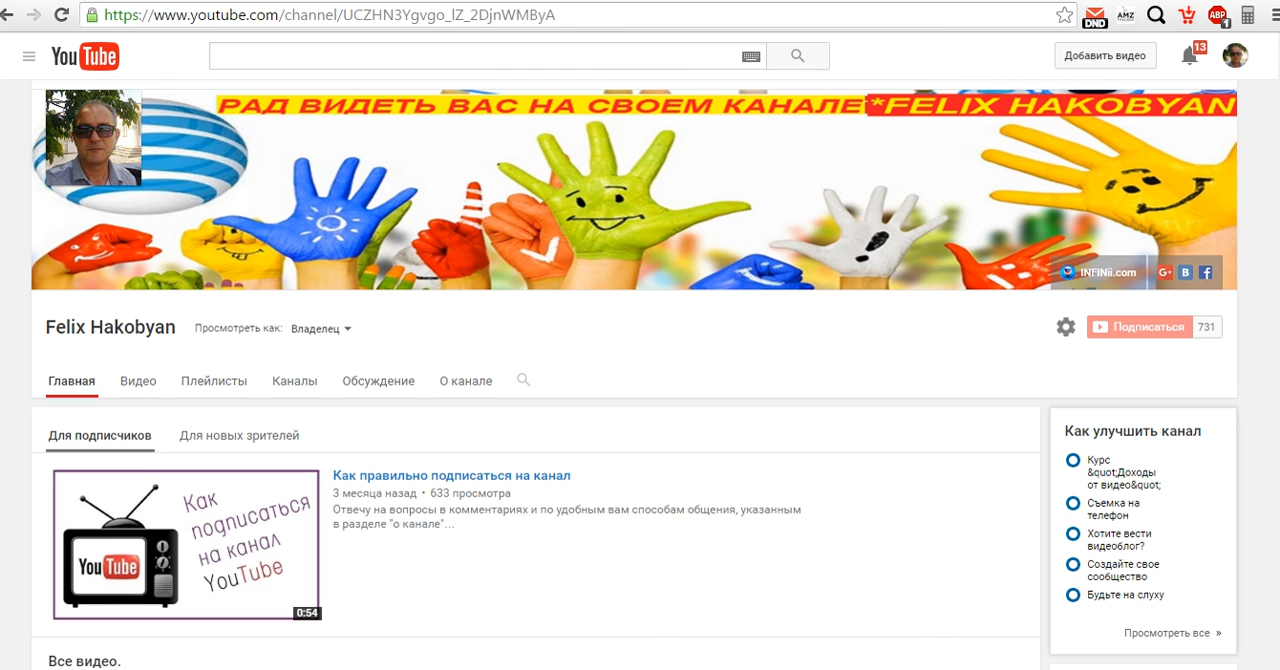 https://www.youtube.com/channel/UCZHN3Ygvgo_lZ_2DjnWMByA
DND
AMZ
ABP
1
YouTube
Добавить видео
13
РАД ВИДЕТЬ ВАС НА СВОЕМ КАНАЛЕ *FELIX HAKOBYAN
INFINii.com
G+
B
f
Felix Hakobyan
Просмотреть как: Владелец
Подписаться 731
Главная Видео Плейлисты Каналы Обсуждение О канале
Для подписчиков Для новых зрителей
Как
подписаться
на канал
YouTube
YouTube
0:54
Как правильно подписаться на канал
3 месяца назад • 633 просмотра
Отвечу на вопросы в комментариях и по удобным вам способам общения, указанным
в разделе "о канале"...
Все видео.
Как улучшить канал
Курс
&quot;Доходы
от видео&quot;
Съемка на
телефон
Хотите вести
видеоблог?
Создайте свое
сообщество
Будьте на слуху
Просмотреть все »